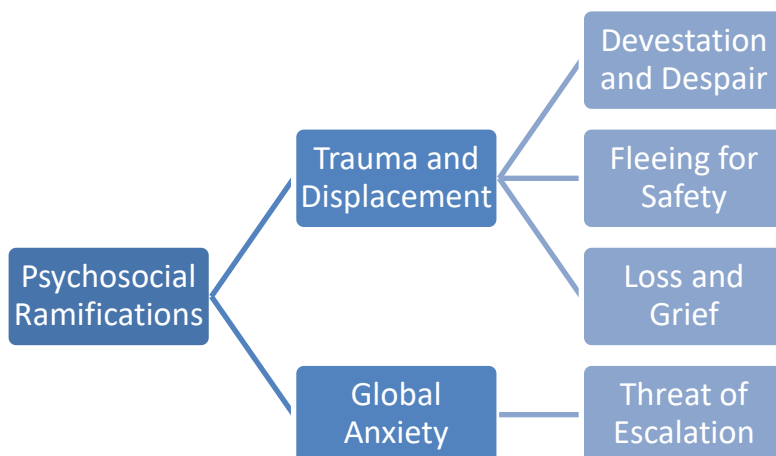 Devestation
and Despair
Trauma and
Displacement
Fleeing for
Safety
Psychosocial
Ramifications
Loss and
Grief
Global
Anxiety
Threat of
Escalation